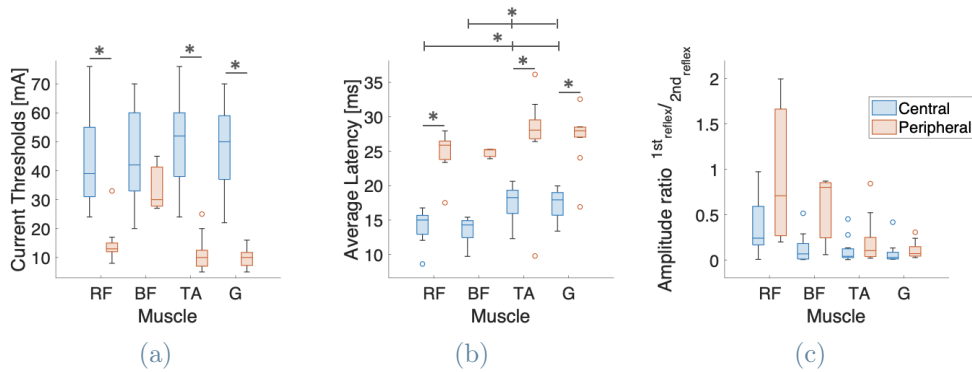 Current Thresholds [mA]
70
60
50
40
30
20
10
*
*
*
RF BF TA G
Muscle
(a)
Average Latency [ms]
35
30
25
20
15
10
*
*
*
*
*
RF BF TA G
Muscle
(b)
Amplitude ratio 1st reflex/2nd reflex
2
1.5
1
0.5
0
Central
Peripheral
RF BF TA G
Muscle
(c)